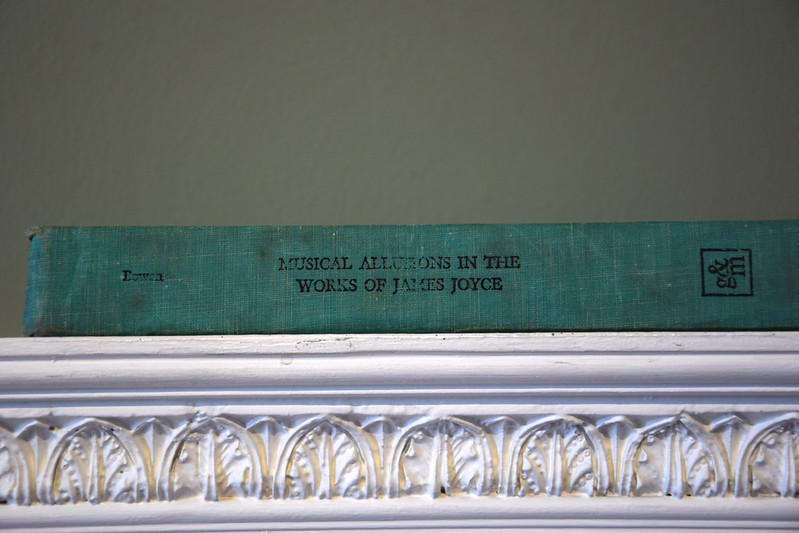 Bowen
MUSICAL ALLUSIONS IN THE
WORKS OF JAMES JOYCE
g&m